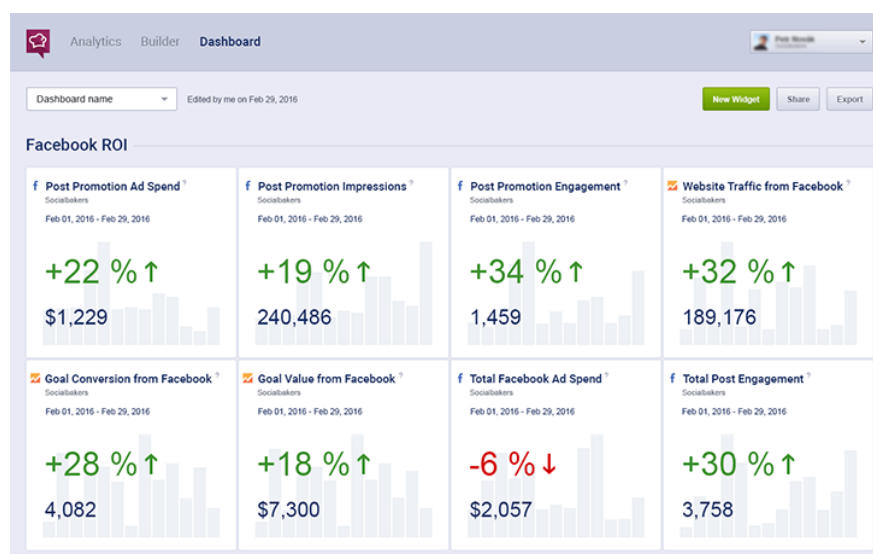 Analytics Builder Dashboard
Dashboard name
Edited by me on Feb 29, 2016
New Widget
Share
Export
Facebook ROI
f Post Promotion Ad Spend ?
Socialbakers
Feb 01, 2016 - Feb 29, 2016
+22 % ↑
$1,229
f Post Promotion Impressions ?
Socialbakers
Feb 01, 2016 - Feb 29, 2016
+19 % ↑
240,486
f Post Promotion Engagement ?
Socialbakers
Feb 01, 2016 - Feb 29, 2016
+34 % ↑
1,459
Website Traffic from Facebook ?
Socialbakers
Feb 01, 2016 - Feb 29, 2016
+32 % ↑
189,176
Goal Conversion from Facebook ?
Socialbakers
Feb 01, 2016 - Feb 29, 2016
+28 % ↑
4,082
Goal Value from Facebook ?
Socialbakers
Feb 01, 2016 - Feb 29, 2016
+18 % ↑
$7,300
f Total Facebook Ad Spend ?
Socialbakers
Feb 01, 2016 - Feb 29, 2016
-6 % ↓
$2,057
f Total Post Engagement ?
Socialbakers
Feb 01, 2016 - Feb 29, 2016
+30 % ↑
3,758